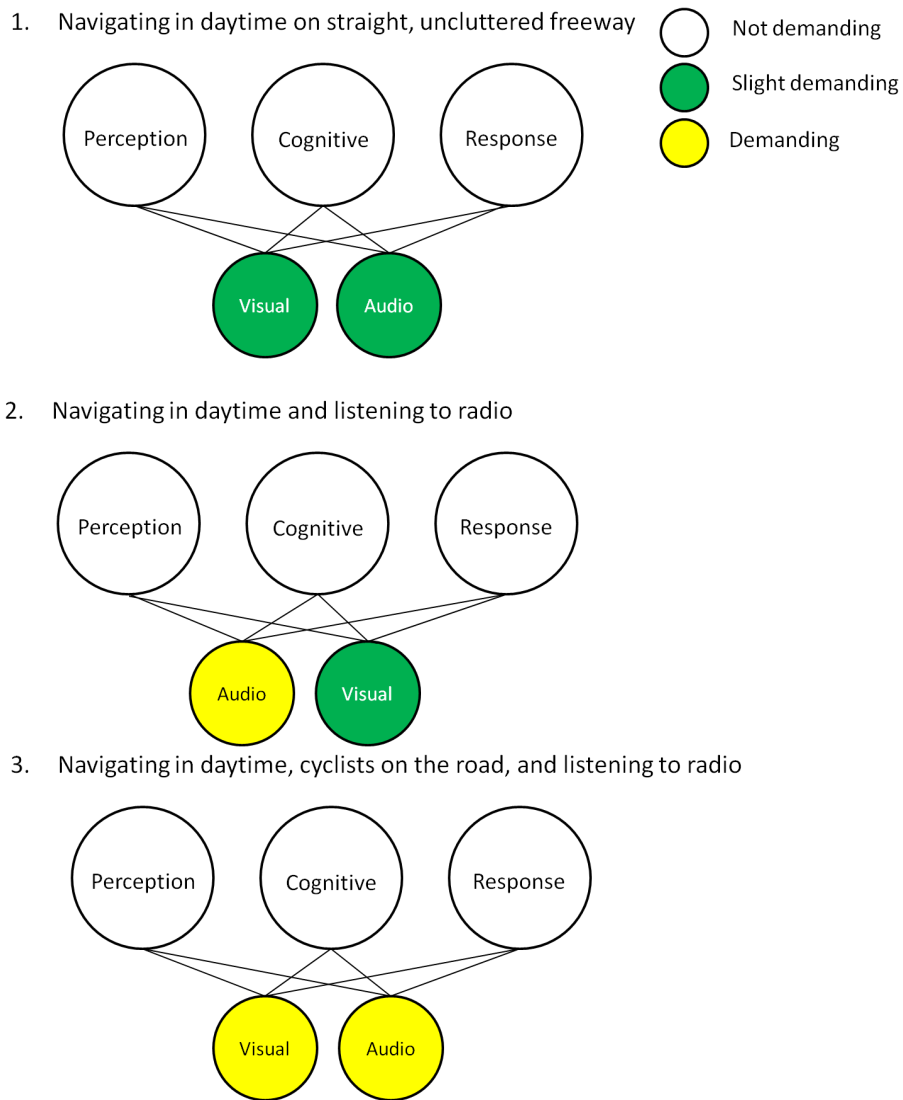 1. Navigating in daytime on straight, uncluttered freeway
Not demanding
Slight demanding
Demanding
Perception
Cognitive
Response
Visual
Audio
2. Navigating in daytime and listening to radio
Perception
Cognitive
Response
Audio
Visual
3. Navigating in daytime, cyclists on the road, and listening to radio
Perception
Cognitive
Response
Visual
Audio